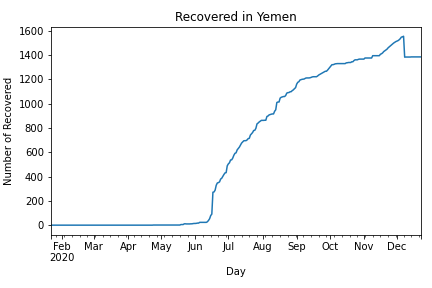 Recovered in Yemen
Number of Recovered
1600
1400
1200
1000
800
600
400
200
0
Feb Mar Apr May Jun Jul Aug Sep Oct Nov Dec
2020
Day